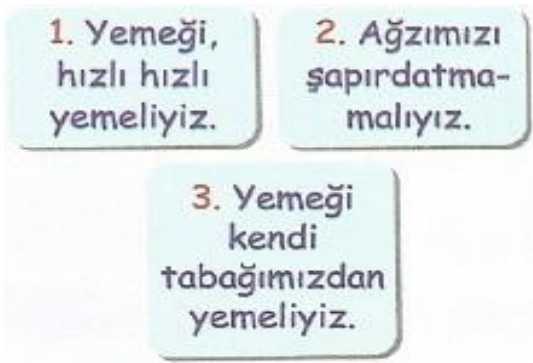 1. Yemeği,
hızlı hızlı
yemeliyiz.
2. Ağzımızı
şapırdatma-
malıyız.
3. Yemeği
kendi
tabağımızdan
yemeliyiz.